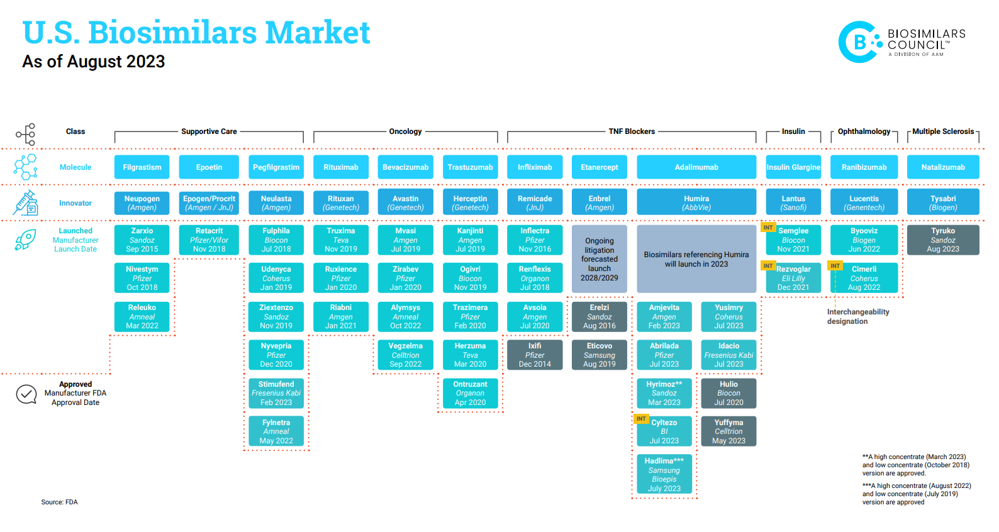 U.S. Biosimilars Market
As of August 2023
B
BIOSIMILARS
COUNCIL™
A DIVISION OF AAM
Class
Supportive Care
Oncology
TNF Blockers
Insulin
Ophthalmology
Multiple Sclerosis
Molecule
Filgrastism
Epoetin
Pegfilgrastim
Rituximab
Bevacizumab
Trastuzumab
Infliximab
Etanercept
Adalimumab
Insulin Glargine
Ranibizumab
Natalizumab
Innovator
Neupogen
(Amgen)
Epogen/Procrit
(Amgen / JnJ)
Neulasta
(Amgen)
Rituxan
(Genetech)
Avastin
(Genetech)
Herceptin
(Genetech)
Remicade
(JnJ)
Enbrel
(Amgen)
Humira
(AbbVie)
Lantus
(Sanofi)
Lucentis
(Genentech)
Tysabri
(Biogen)
Launched
Manufacturer
Launch Date
Zarxio
Sandoz
Sep 2015
Retacrit
Pfizer/Vifor
Nov 2018
Fulphila
Biocon
Jul 2018
Truxima
Teva
Nov 2019
Mvasi
Amgen
Jul 2019
Kanjinti
Amgen
Jul 2019
Inflectra
Pfizer
Nov 2016
Ongoing
litigation
forecasted
launch
2028/2029
Biosimilars referencing Humira
will launch in 2023
INT
Semglee
Biocon
Nov 2021
Byooviz
Biogen
Jun 2022
Tyruko
Sandoz
Aug 2023
Nivestym
Pfizer
Oct 2018
Udenyca
Coherus
Jan 2019
Ruxience
Pfizer
Jan 2020
Zirabev
Pfizer
Jan 2020
Ogivri
Biocon
Nov 2019
Renflexis
Organon
Jul 2018
INT
Rezvoglar
Eli Lilly
Dec 2021
INT
Cimerli
Coherus
Aug 2022
Releuko
Amneal
Mar 2022
Ziextenzo
Sandoz
Nov 2019
Riabni
Amgen
Jan 2021
Alymsys
Amneal
Oct 2022
Trazimera
Pfizer
Feb 2020
Avsola
Amgen
Jul 2020
Erelzi
Sandoz
Aug 2016
Amjevita
Amgen
Feb 2023
Yusimry
Coherus
Jul 2023
Interchangeability
designation
Nyvepria
Pfizer
Dec 2020
Vegzelma
Celltrion
Sep 2022
Herzuma
Teva
Mar 2020
Ixifi
Pfizer
Dec 2014
Eticovo
Samsung
Aug 2019
Abrilada
Pfizer
Jul 2023
Idacio
Fresenius Kabi
Jul 2023
Approved
Manufacturer FDA
Approval Date
Stimufend
Fresenius Kabi
Feb 2023
Ontruzant
Organon
Apr 2020
Hyrimoz**
Sandoz
Mar 2023
Hulio
Biocon
Jul 2020
Fylnetra
Amneal
May 2022
INT
Cyltezo
BI
Jul 2023
Yuffyma
Celltrion
May 2023
Hadlima***
Samsung
Bioepis
July 2023
**A high concentrate (March 2023)
and low concentrate (October 2018)
version are approved.
***A high concentrate (August 2022)
and low concentrate (July 2019)
version are approved
Source: FDA